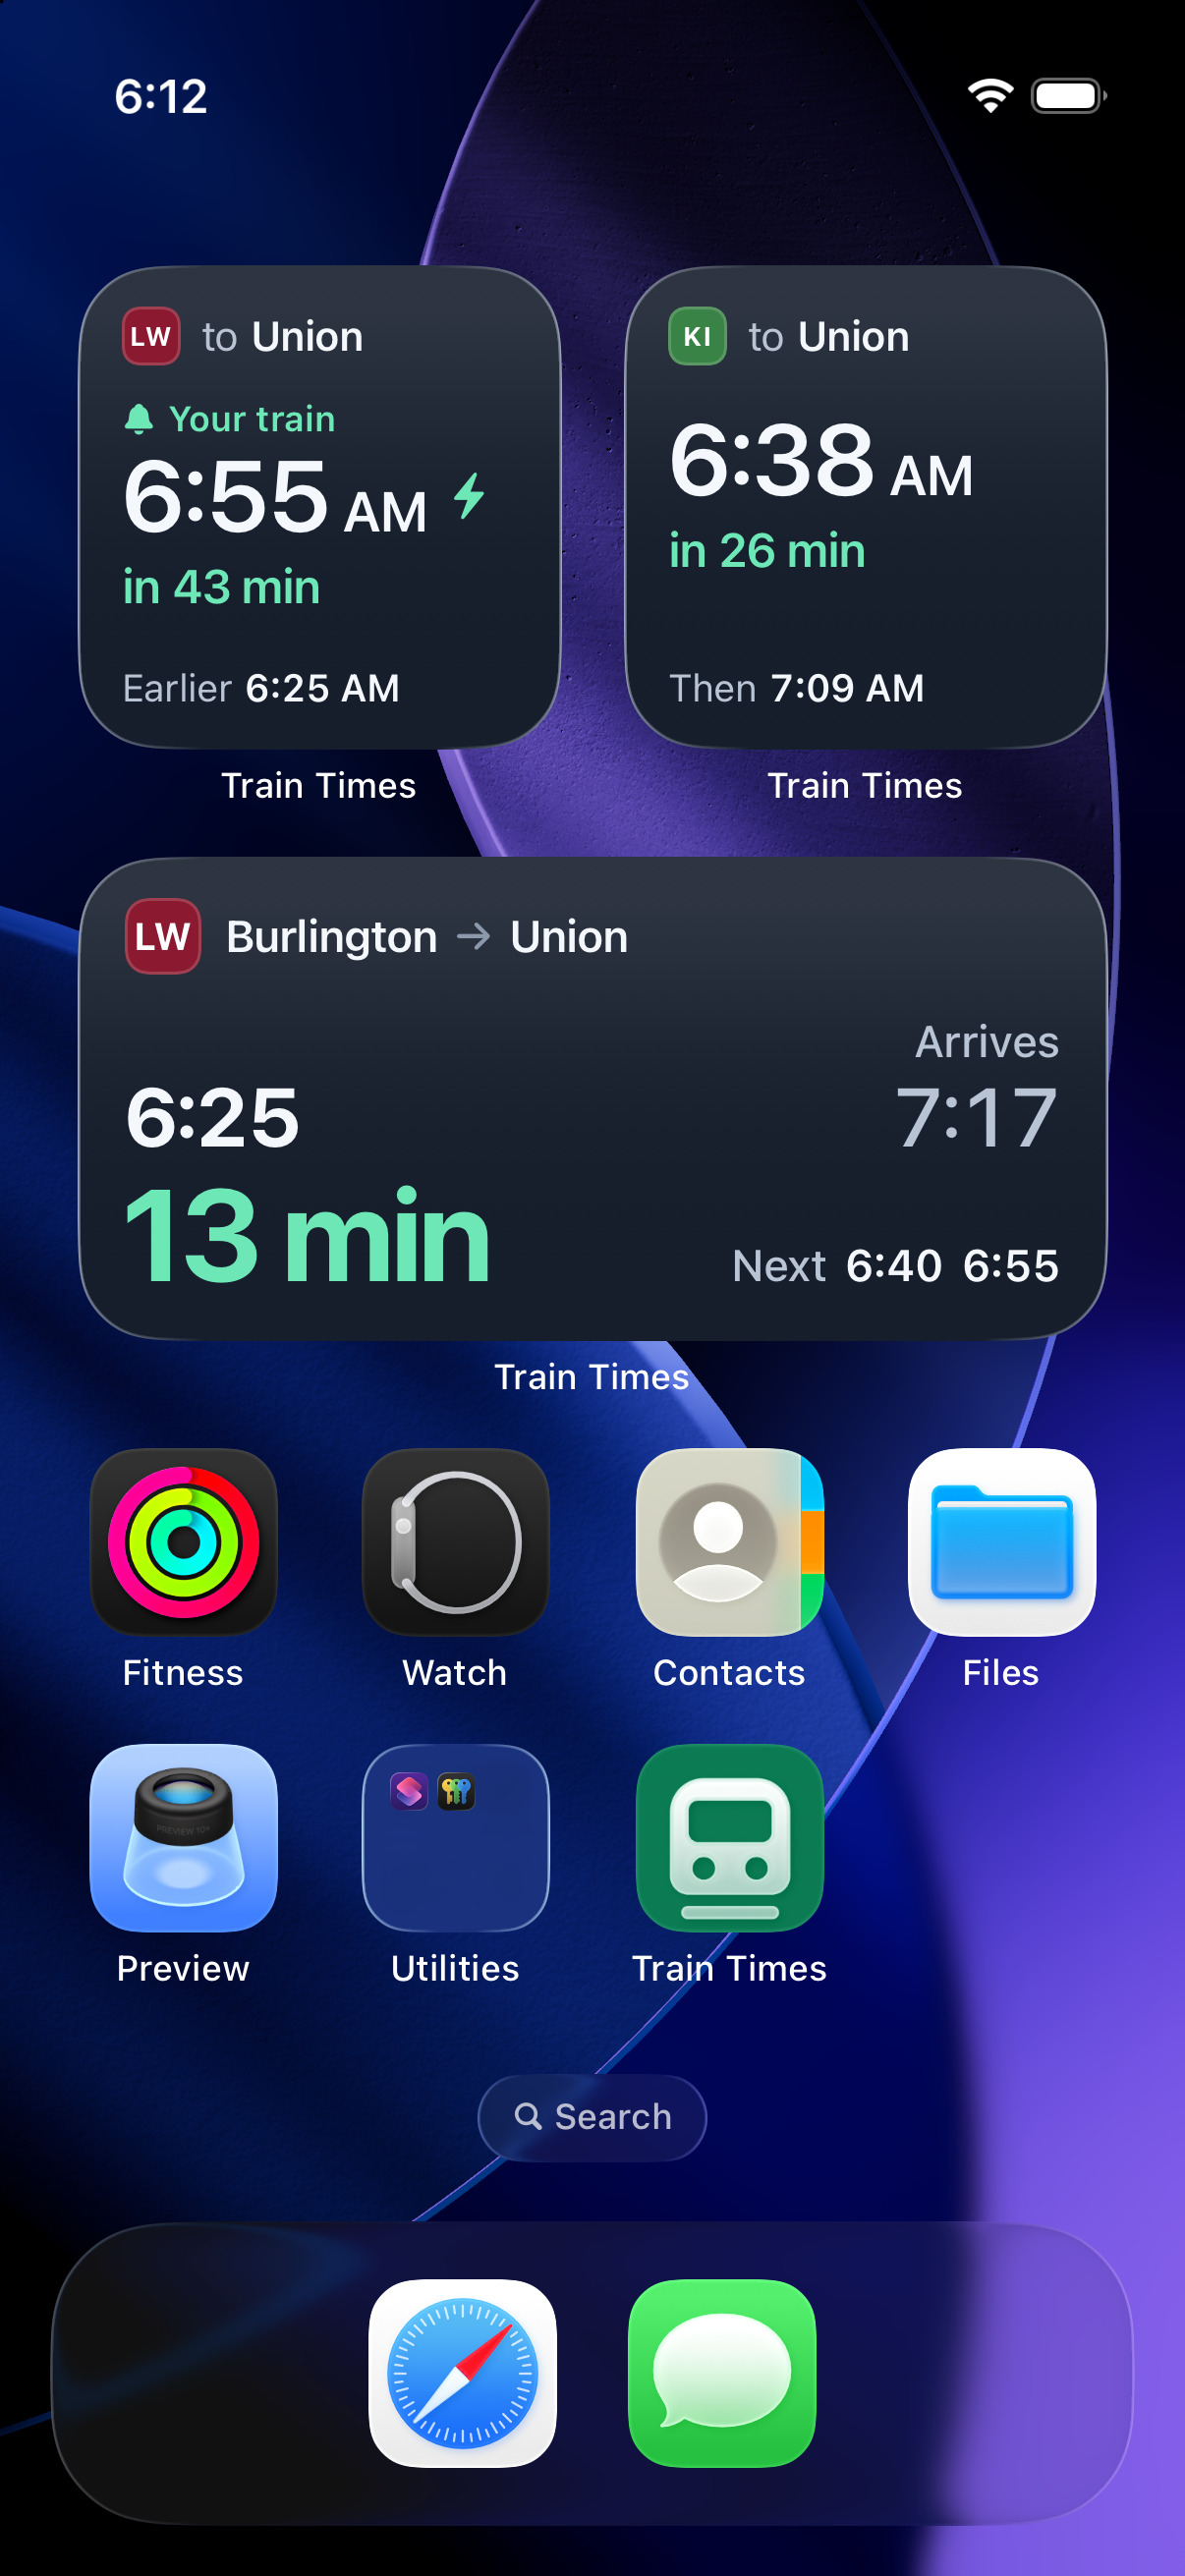 6:12
LW to Union
Your train
6:55 AM
in 43 min
Earlier 6:25 AM
Train Times
KI to Union
6:38 AM
in 26 min
Then 7:09 AM
Train Times
LW Burlington → Union
Arrives
6:25 7:17
13 min
Next 6:40 6:55
Train Times
Fitness Watch Contacts Files
PREVIEW 10×
Preview Utilities Train Times
Search